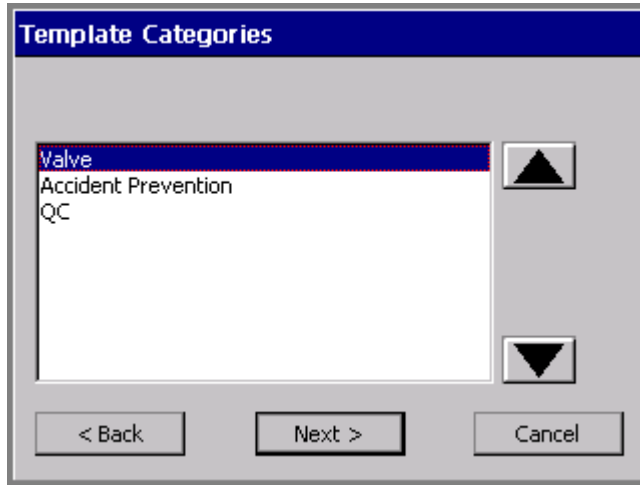 Template Categories
Valve
Accident Prevention
QC
< Back
Next >
Cancel